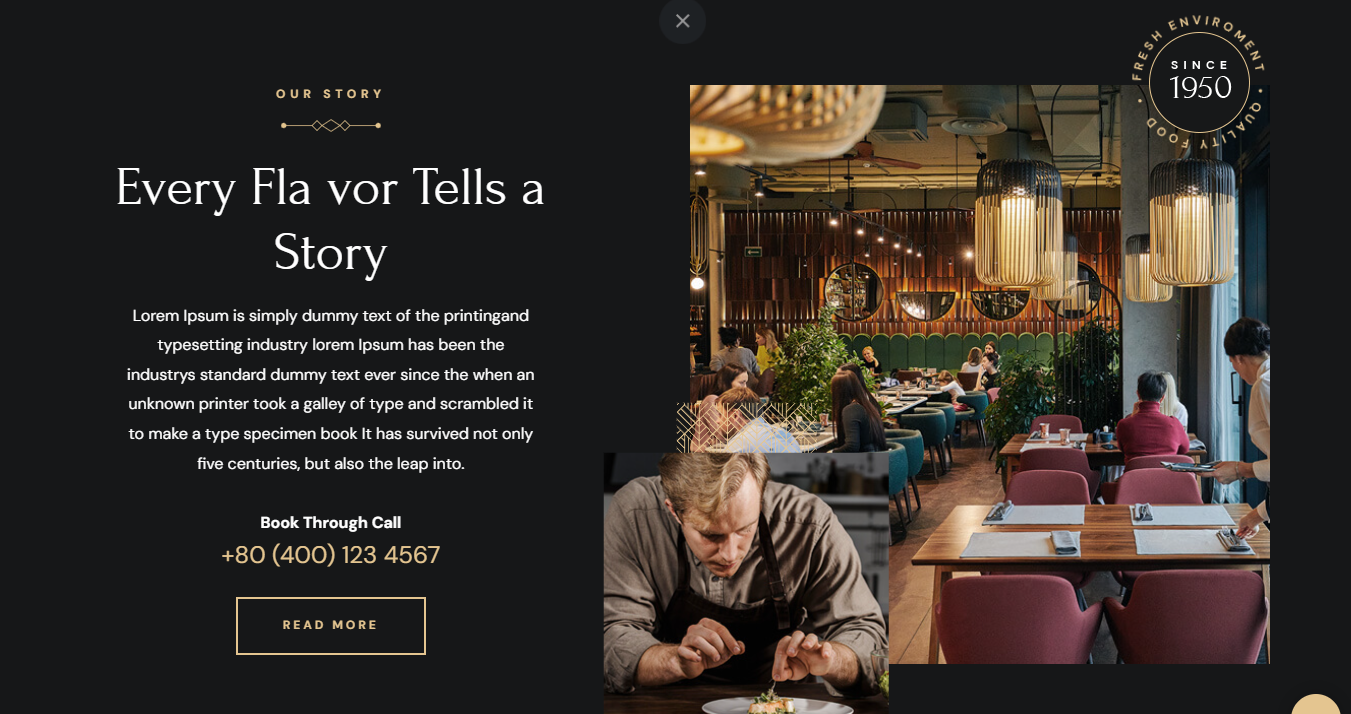 OUR STORY
Every Fla vor Tells a
Story
Lorem Ipsum is simply dummy text of the printingand
typesetting industry lorem Ipsum has been the
industrys standard dummy text ever since the when an
unknown printer took a galley of type and scrambled it
to make a type specimen book It has survived not only
five centuries, but also the leap into.
Book Through Call
+80 (400) 123 4567
READ MORE
FRESH ENVIROMENT • QUALITY FOOD •
SINCE
1950